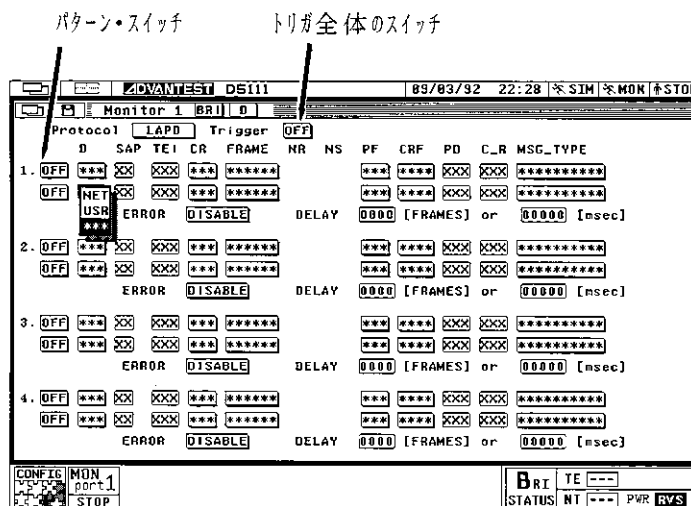 パターン・スイッチ トリガ全体のスイッチ
ADVANTEST D5111 09/03/92 22:28 SIM MON STO
Monitor 1 BRI D
Protocol LAPD Trigger OFF
D SAP TEI CR FRAME NR NS PF CRF PD C_R MSG_TYPE
1. OFF *** XX XXX *** ****** *** **** XXX XXX **********
OFF *** XX XXX *** ****** *** **** XXX XXX **********
NET
USR
***
ERROR DISABLE DELAY 0000 [FRAMES] or 00000 [msec]
2. OFF *** XX XXX *** ****** *** **** XXX XXX **********
OFF *** XX XXX *** ****** *** **** XXX XXX **********
ERROR DISABLE DELAY 0000 [FRAMES] or 00000 [msec]
3. OFF *** XX XXX *** ****** *** **** XXX XXX **********
OFF *** XX XXX *** ****** *** **** XXX XXX **********
ERROR DISABLE DELAY 0000 [FRAMES] or 00000 [msec]
4. OFF *** XX XXX *** ****** *** **** XXX XXX **********
OFF *** XX XXX *** ****** *** **** XXX XXX **********
ERROR DISABLE DELAY 0000 [FRAMES] or 00000 [msec]
CONFIG MON port1 STOP
BRI STATUS TE ---
NT --- PWR RVS